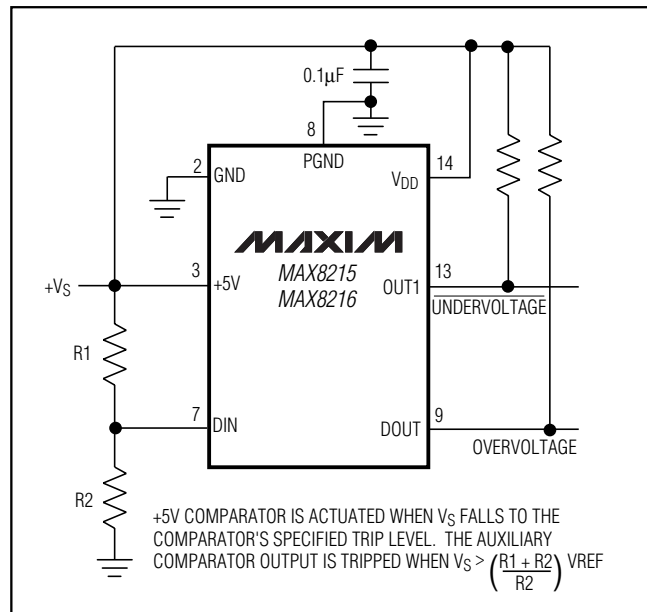 0.1µF
8
PGND
2
GND
14
VDD
MAXIM
MAX8215
MAX8216
+VS
3
+5V
13
OUT1
UNDERVOLTAGE
R1
7
DIN
9
DOUT
OVERVOLTAGE
R2
+5V COMPARATOR IS ACTUATED WHEN VS FALLS TO THE
COMPARATOR'S SPECIFIED TRIP LEVEL. THE AUXILIARY
COMPARATOR OUTPUT IS TRIPPED WHEN VS > (R1 + R2 / R2) VREF